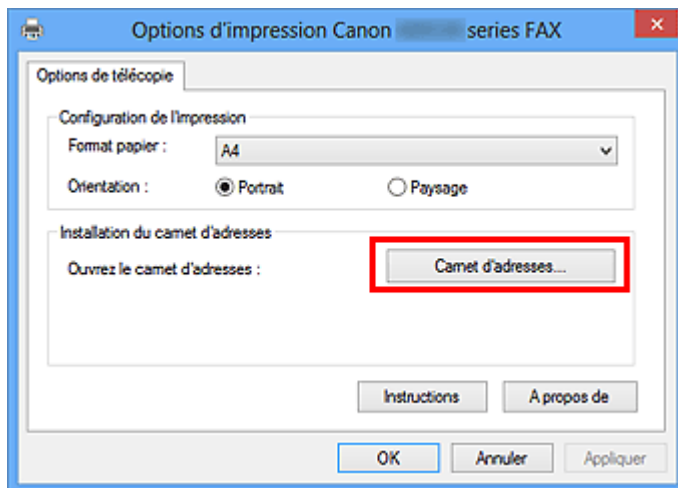 Options d'impression Canon series FAX
Options de télécopie
Configuration de l'impression
Format papier : A4
Orientation : Portrait Paysage
Installation du carnet d'adresses
Ouvrez le carnet d'adresses : Carnet d'adresses...
Instructions A propos de
OK Annuler Appliquer